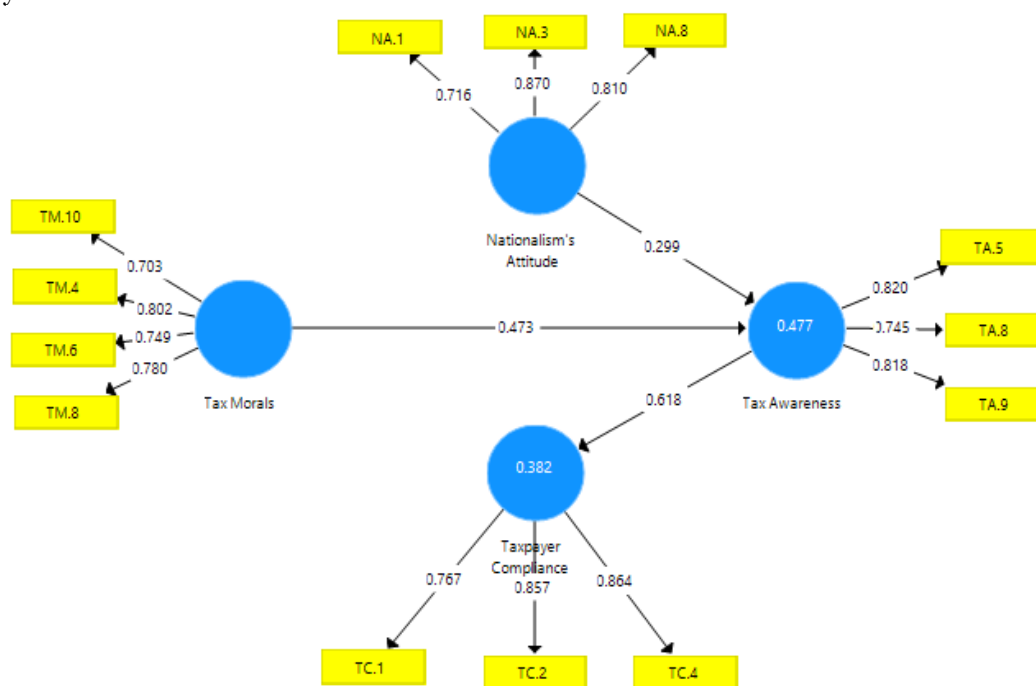 y
NA.1
NA.3
NA.8
0.716
0.870
0.810
Nationalism's
Attitude
TM.10
TM.4
TM.6
TM.8
0.703
0.802
0.749
0.780
Tax Morals
0.299
0.473
0.477
Tax Awareness
0.820
0.745
0.818
TA.5
TA.8
TA.9
0.618
0.382
Taxpayer
Compliance
0.767
0.857
0.864
TC.1
TC.2
TC.4